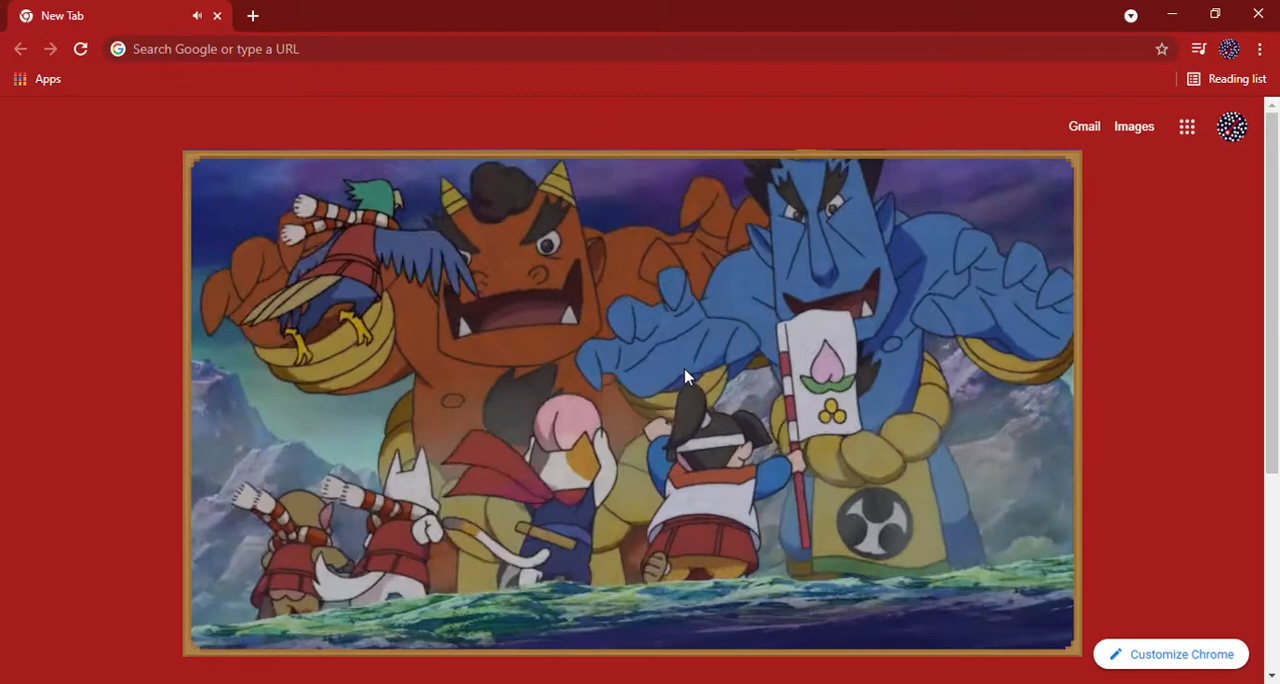 New Tab
Search Google or type a URL
Apps
Reading list
Gmail Images
Customize Chrome